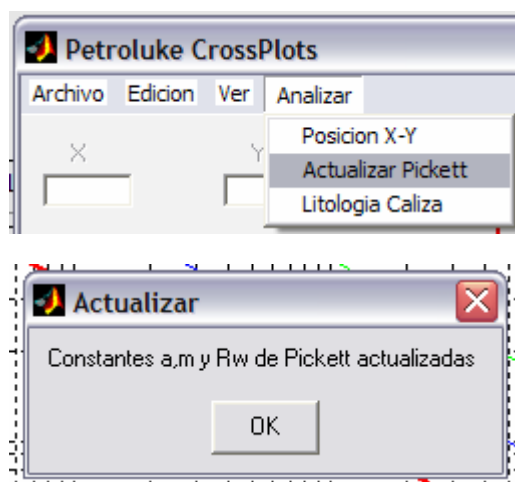 Petroluke CrossPlots
Archivo Edicion Ver Analizar
X Y
Posicion X-Y
Actualizar Pickett
Litologia Caliza
Actualizar
Constantes a,m y Rw de Pickett actualizadas
OK